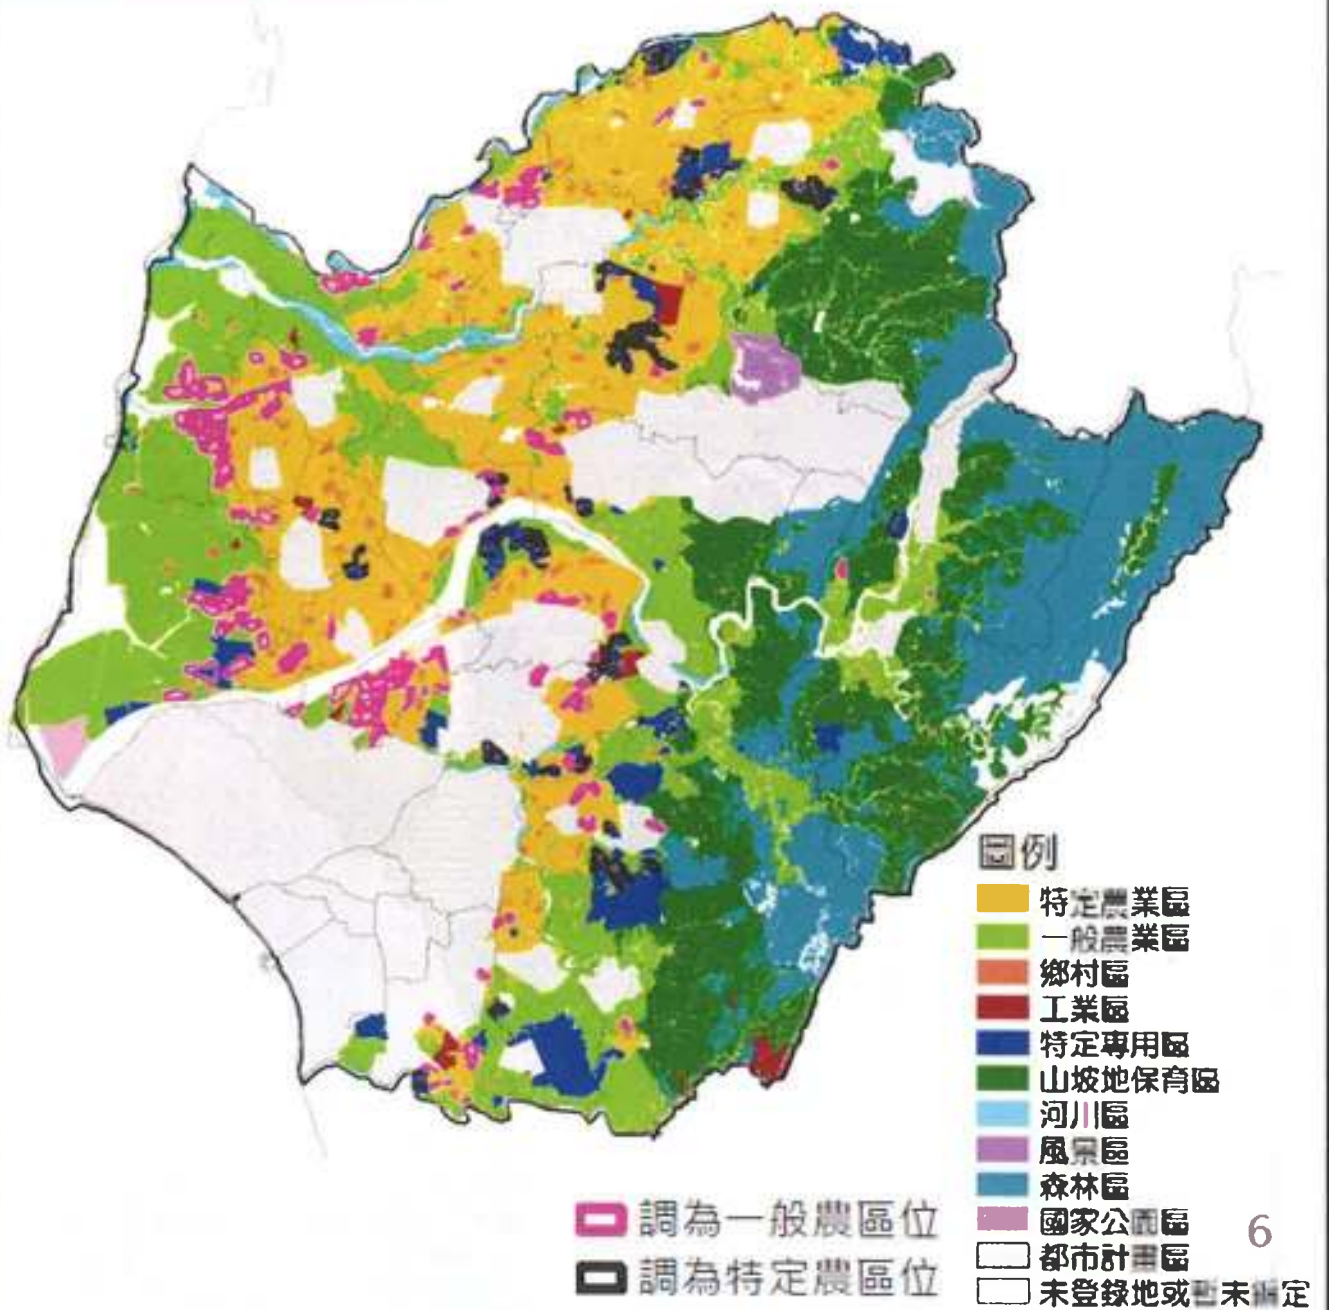 圖例
特定農業區
一般農業區
鄉村區
工業區
特定專用區
山坡地保育區
河川區
風景區
森林區
國家公園區
都市計畫區
未登錄地或暫未編定
調為一般農區位
調為特定農區位
6